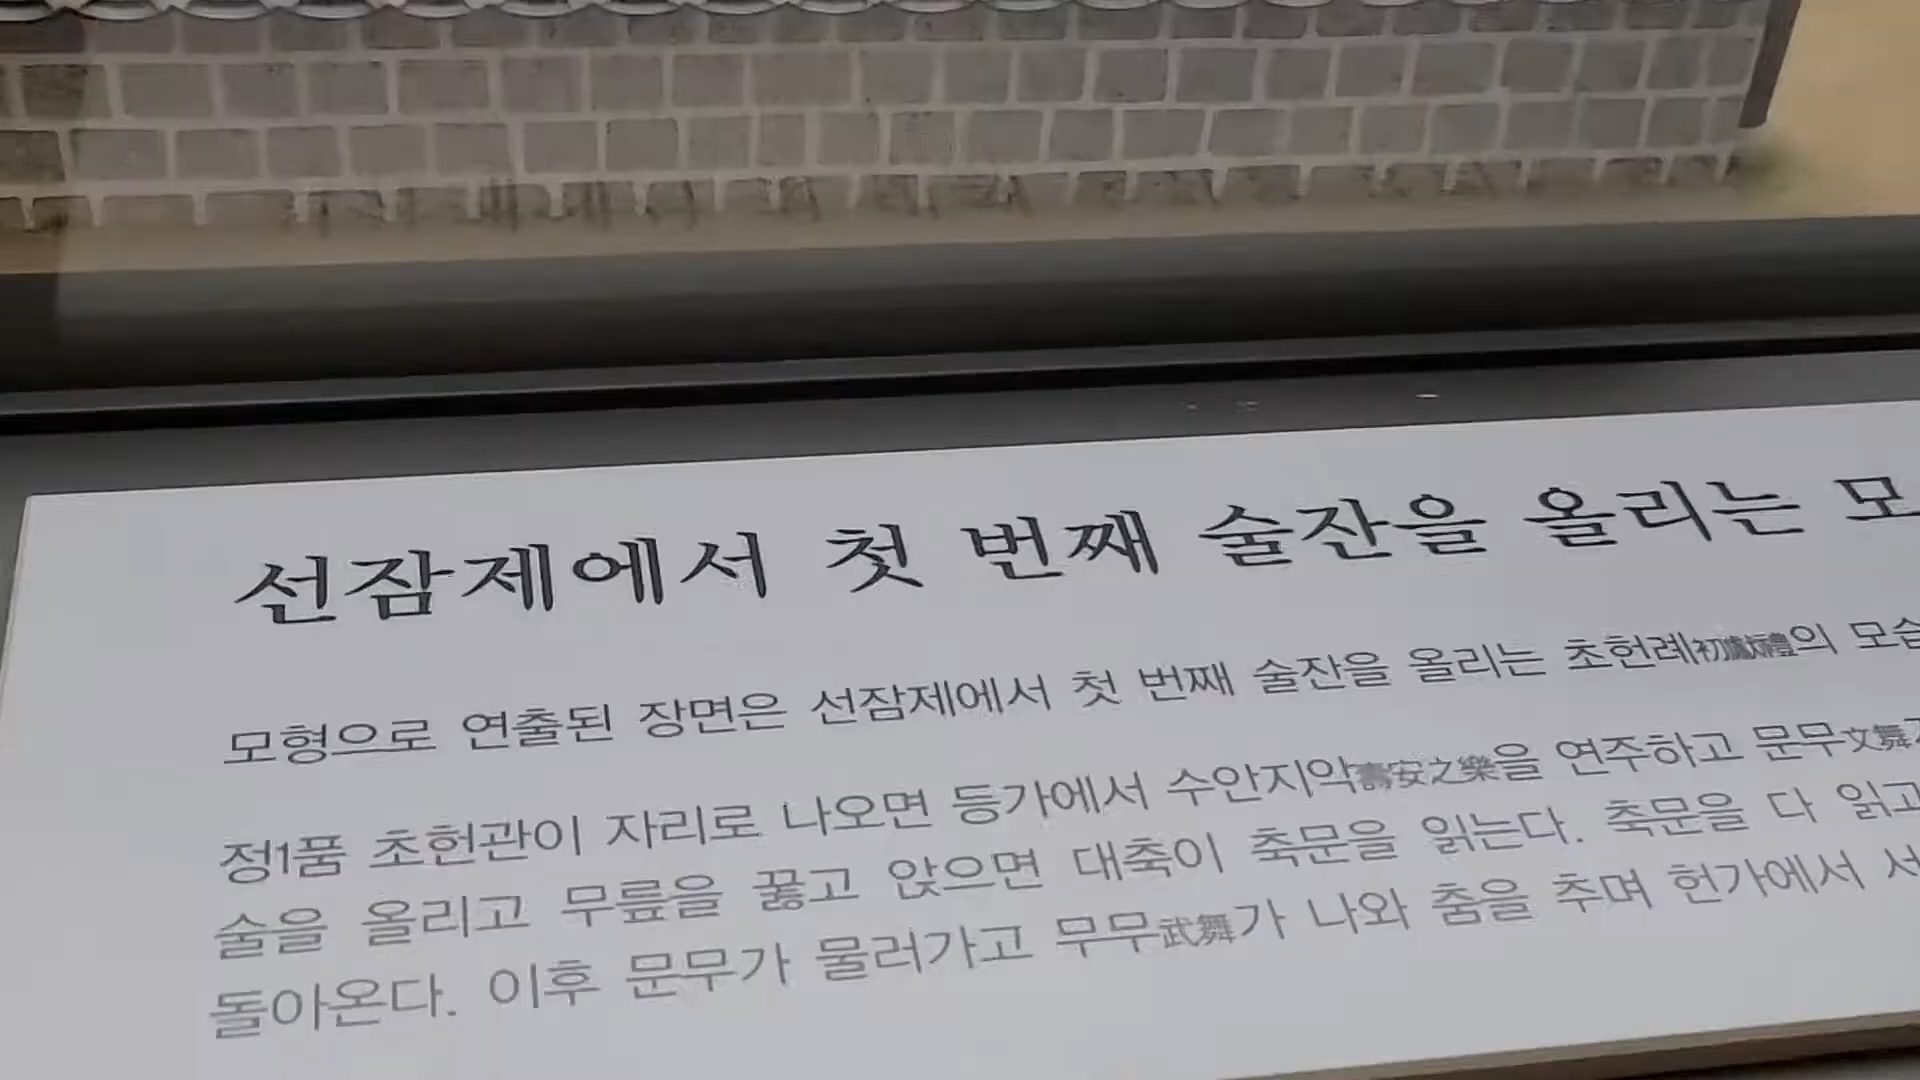 선잠제에서 첫 번째 술잔을 올리는 모
모형으로 연출된 장면은 선잠제에서 첫 번째 술잔을 올리는 초헌례初獻禮의 모습
정1품 초헌관이 자리로 나오면 등가에서 수안지악壽安之樂을 연주하고 문무文舞가
술을 올리고 무릎을 꿇고 앉으면 대축이 축문을 읽는다. 축문을 다 읽고
돌아온다. 이후 문무가 물러가고 무무武舞가 나와 춤을 추며 헌가에서 서